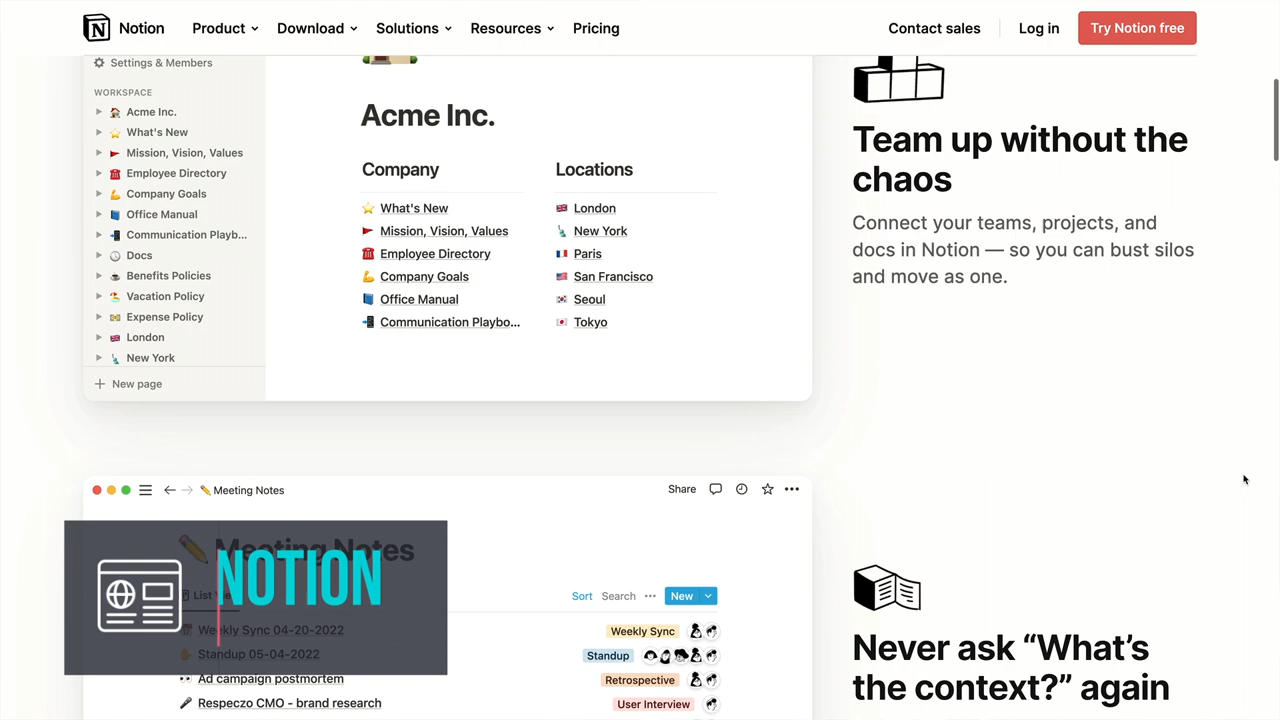 Notion
Product
Download
Solutions
Resources
Pricing
Contact sales
Log in
Try Notion free
Settings & Members
WORKSPACE
Acme Inc.
What's New
Mission, Vision, Values
Employee Directory
Company Goals
Office Manual
Communication Playb...
Docs
Benefits Policies
Vacation Policy
Expense Policy
London
New York
New page
Acme Inc.
Company
What's New
Mission, Vision, Values
Employee Directory
Company Goals
Office Manual
Communication Playbo...
Locations
London
New York
Paris
San Francisco
Seoul
Tokyo
Team up without the
chaos
Connect your teams, projects, and
docs in Notion — so you can bust silos
and move as one.
Meeting Notes
Share
Meeting Notes
NOTION
List
Sort
Search
New
Weekly Sync 04-20-2022
Weekly Sync
Standup 05-04-2022
Standup
Ad campaign postmortem
Retrospective
Respeczo CMO - brand research
User Interview
Never ask “What’s
the context?” again